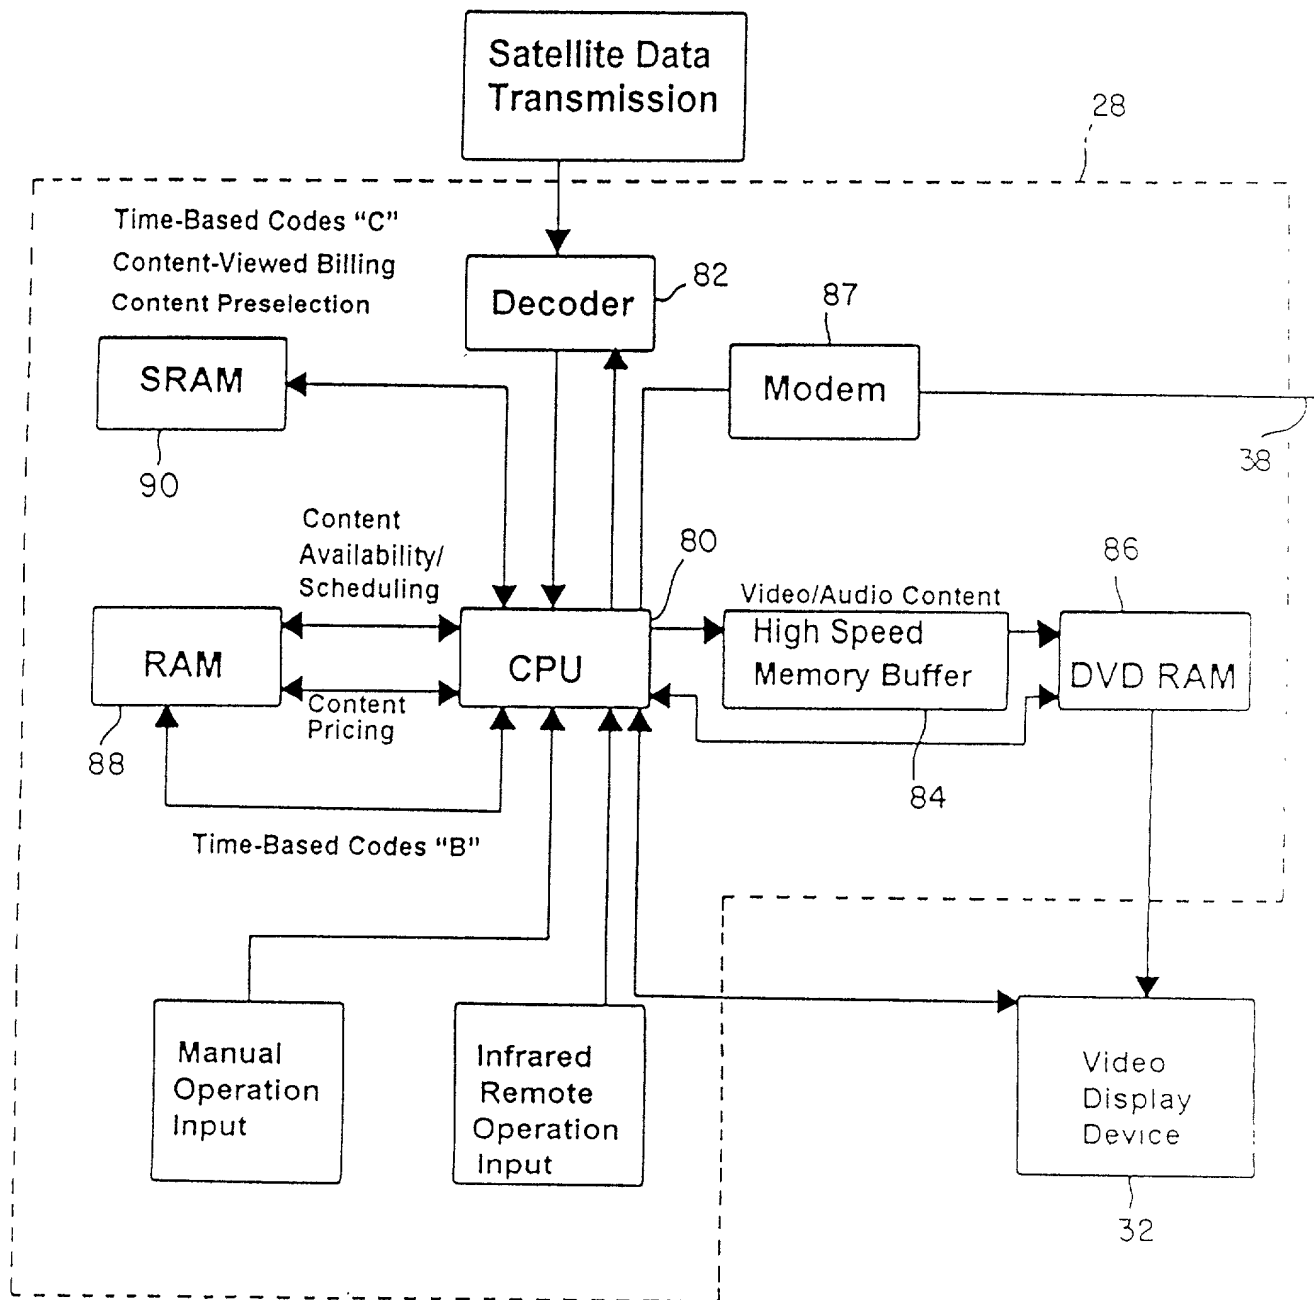 Satellite Data
Transmission
28
Time-Based Codes “C”
Content-Viewed Billing
Content Preselection
Decoder
82
87
SRAM
Modem
90
38
Content
Availability/
Scheduling
80
86
Video/Audio Content
High Speed
Memory Buffer
RAM
CPU
DVD RAM
Content
Pricing
88
84
Time-Based Codes “B”
Manual
Operation
Input
Infrared
Remote
Operation
Input
Video
Display
Device
32